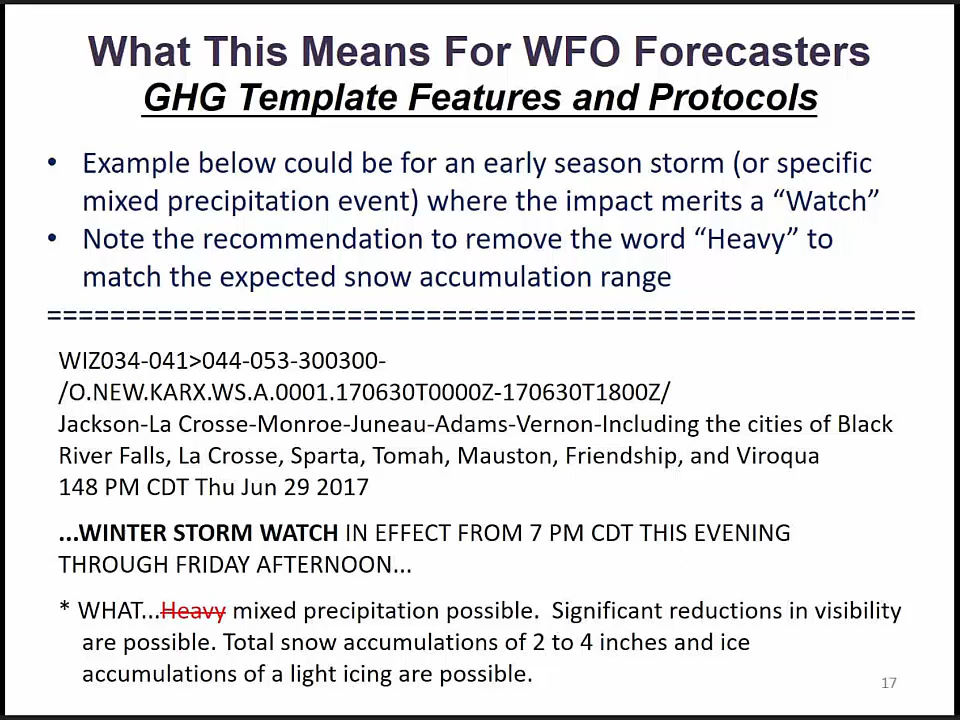 What This Means For WFO Forecasters
GHG Template Features and Protocols
• Example below could be for an early season storm (or specific
mixed precipitation event) where the impact merits a “Watch”
• Note the recommendation to remove the word “Heavy” to
match the expected snow accumulation range
=======================================================
WIZ034-041>044-053-300300-
/O.NEW.KARX.WS.A.0001.170630T0000Z-170630T1800Z/
Jackson-La Crosse-Monroe-Juneau-Adams-Vernon-Including the cities of Black
River Falls, La Crosse, Sparta, Tomah, Mauston, Friendship, and Viroqua
148 PM CDT Thu Jun 29 2017
...WINTER STORM WATCH IN EFFECT FROM 7 PM CDT THIS EVENING
THROUGH FRIDAY AFTERNOON...
* WHAT...Heavy mixed precipitation possible. Significant reductions in visibility
are possible. Total snow accumulations of 2 to 4 inches and ice
accumulations of a light icing are possible.
17